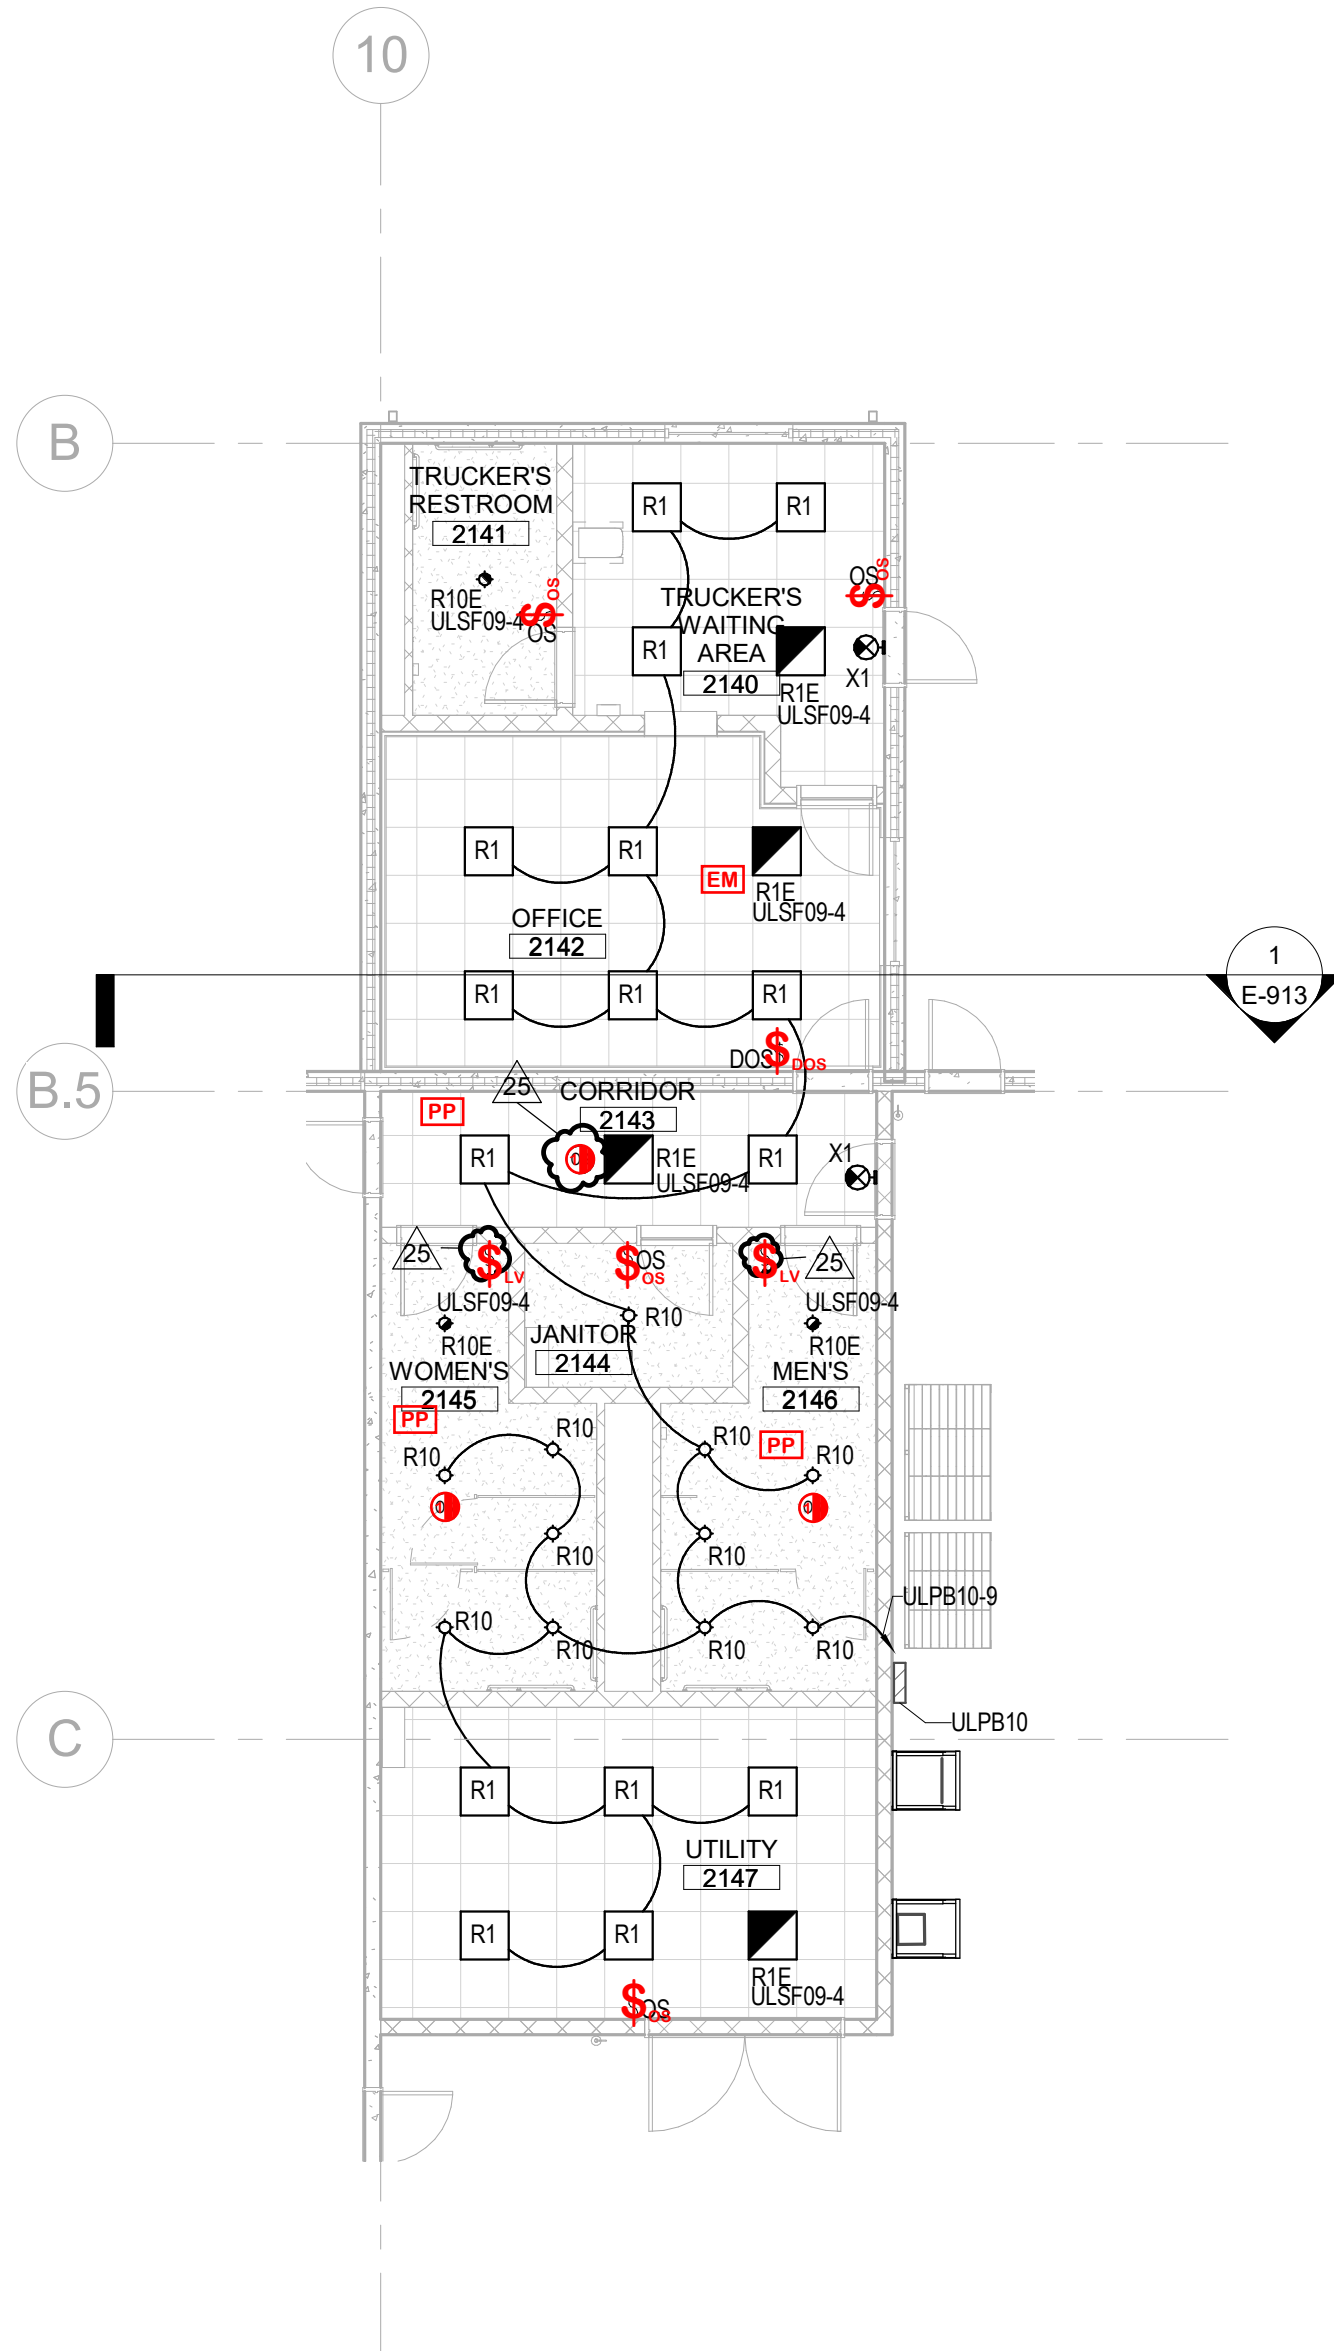 10
B
TRUCKER'S
RESTROOM
2141
R10E
ULSF09-4
$OS
OS
R1
R1
OS
$OS
TRUCKER'S
WAITING
AREA
2140
R1
R1E
ULSF09-4
X1
R1
R1
EM
R1E
ULSF09-4
OFFICE
2142
1
E-913
R1
R1
R1
DOS
$DOS
B.5
25
CORRIDOR
2143
PP
R1
R1E
ULSF09-4
R1
X1
25
$LV
$OS
OS
$LV
25
ULSF09-4
R10E
R10
ULSF09-4
R10E
JANITOR
2144
WOMEN'S
2145
MEN'S
2146
PP
PP
R10
R10
R10
R10
R10
R10
ULPB10-9
R10
R10
R10
R10
ULPB10
C
R1
R1
R1
UTILITY
2147
R1
R1
R1E
ULSF09-4
$OS
OS